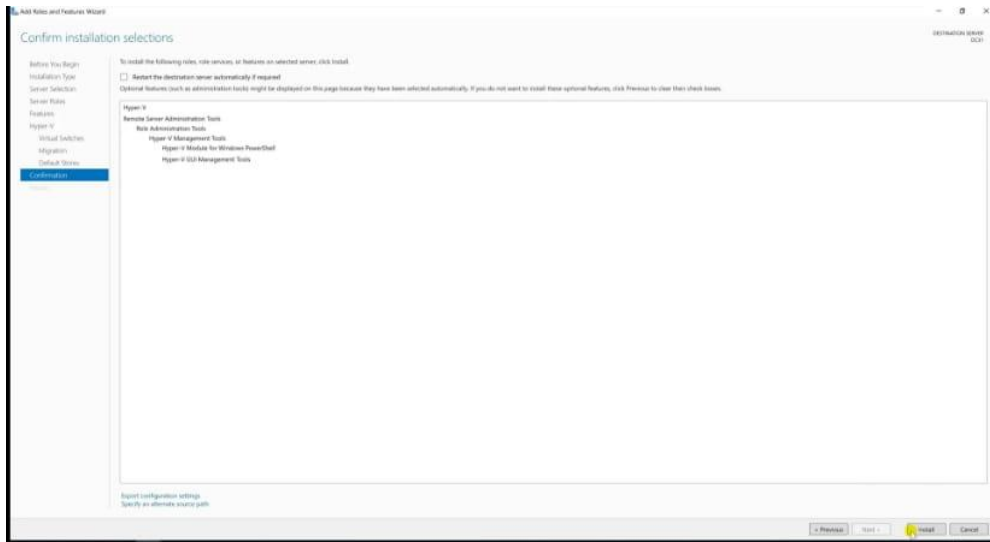 Add Roles and Features Wizard
Confirm installation selections
DESTINATION SERVER
DC01
Before You Begin
Installation Type
Server Selection
Server Roles
Features
Hyper-V
Virtual Switches
Migration
Default Stores
Confirmation
Results
To install the following roles, role services, or features on selected server, click Install.
Restart the destination server automatically if required
Optional features (such as administration tools) might be displayed on this page because they have been selected automatically. If you do not want to install these optional features, click Previous to clear their check boxes.
Hyper-V
Remote Server Administration Tools
Role Administration Tools
Hyper-V Management Tools
Hyper-V Module for Windows PowerShell
Hyper-V GUI Management Tools
Export configuration settings
Specify an alternate source path
< Previous
Next >
Install
Cancel